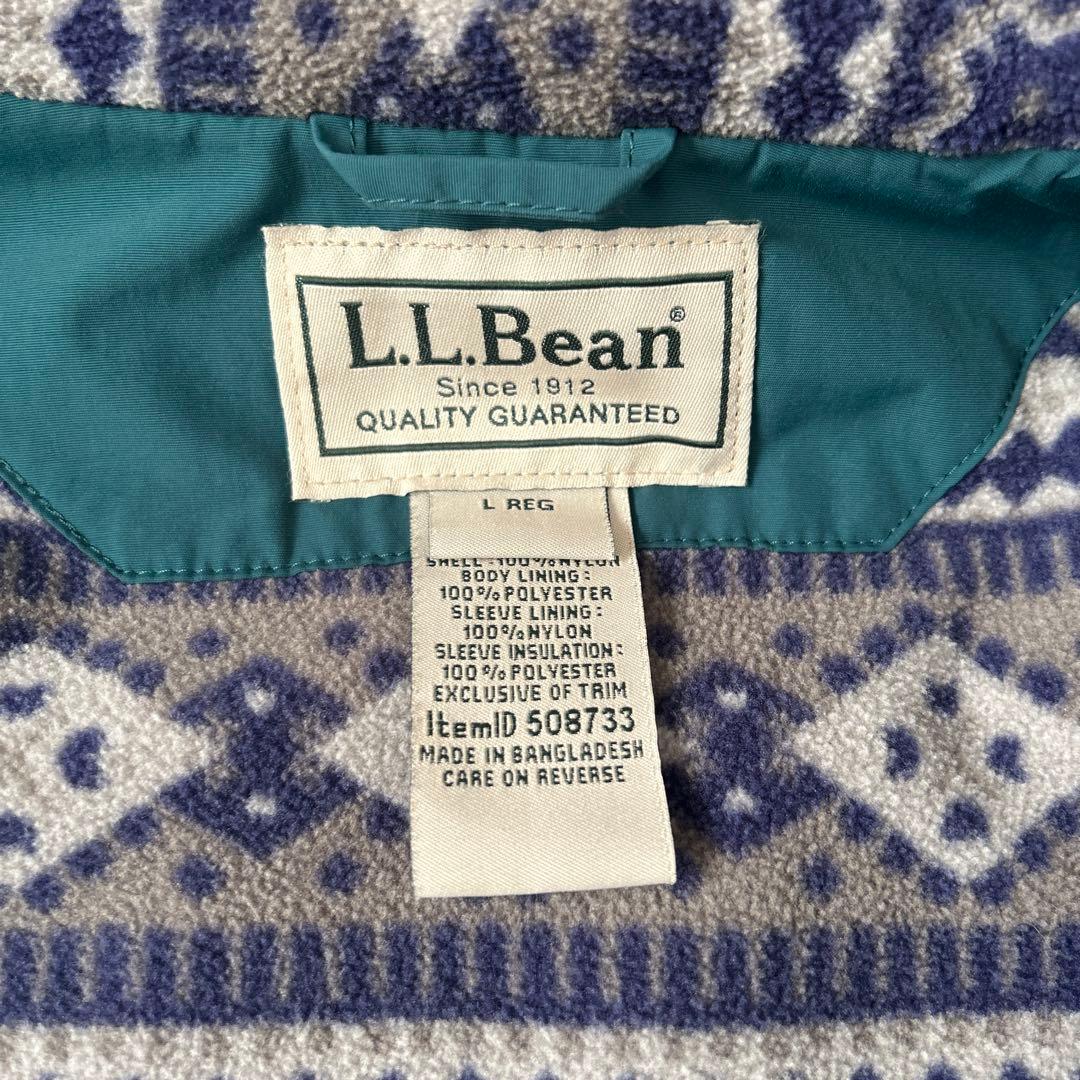 L.L.Bean®
Since 1912
QUALITY GUARANTEED
L REG
SHELL: 100% NYLON
BODY LINING:
100% POLYESTER
SLEEVE LINING:
100% NYLON
SLEEVE INSULATION:
100% POLYESTER
EXCLUSIVE OF TRIM
ItemID 508733
MADE IN BANGLADESH
CARE ON REVERSE